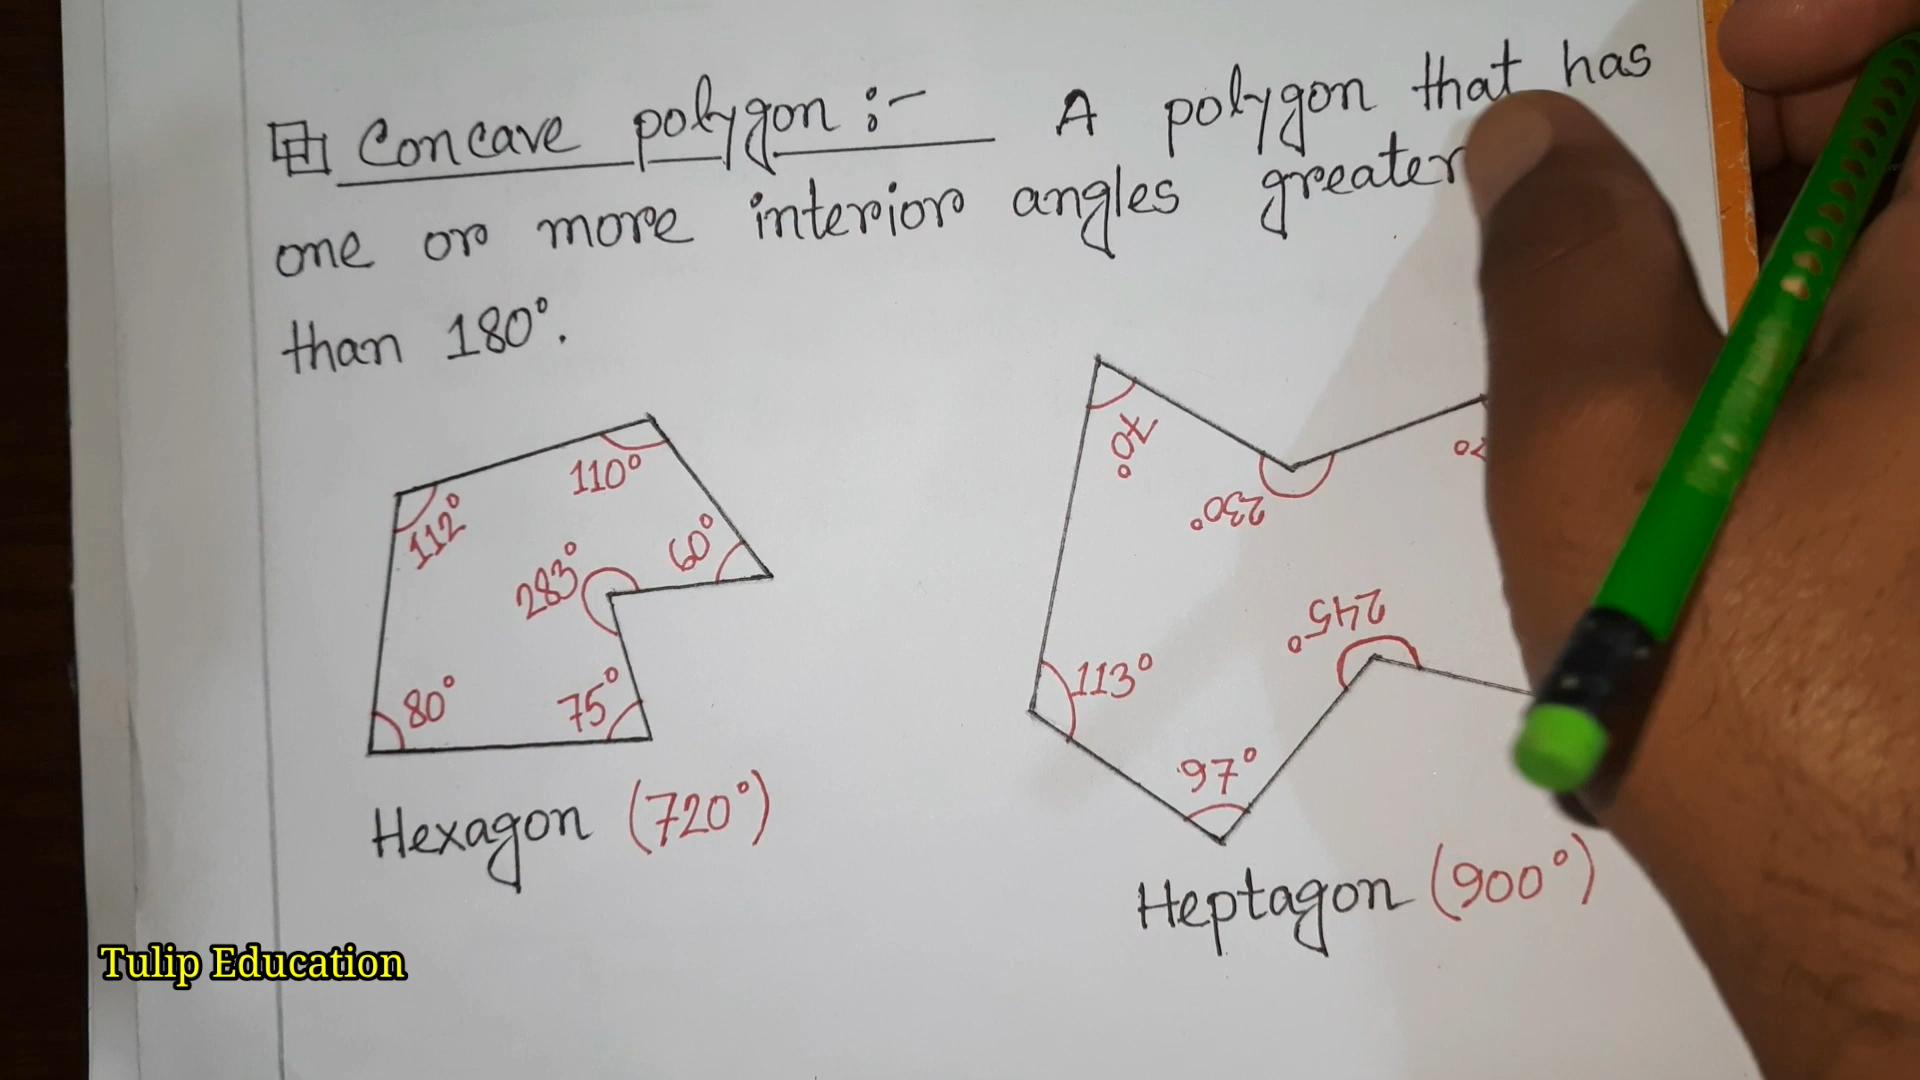 Concave polygon :- A polygon that has
one or more interior angles greater
than 180°.
112°
110°
60°
283°
80°
75°
Hexagon (720°)
70°
230°
245°
113°
97°
Heptagon (900°)
Tulip Education